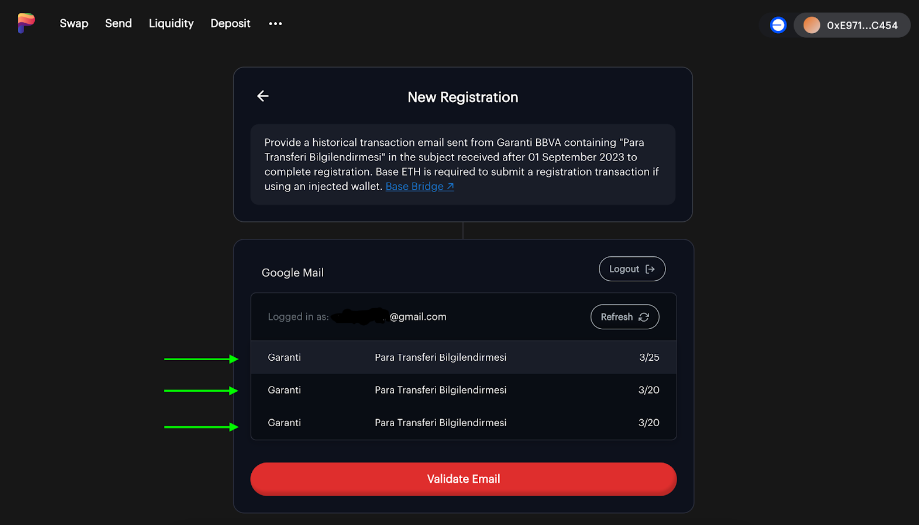 Swap Send Liquidity Deposit ... 0xE971...C454
New Registration
Provide a historical transaction email sent from Garanti BBVA containing "Para
Transferi Bilgilendirmesi" in the subject received after 01 September 2023 to
complete registration. Base ETH is required to submit a registration transaction if
using an injected wallet. Base Bridge ↗
Google Mail Logout
Logged in as: @gmail.com Refresh
Garanti Para Transferi Bilgilendirmesi 3/25
Garanti Para Transferi Bilgilendirmesi 3/20
Garanti Para Transferi Bilgilendirmesi 3/20
Validate Email